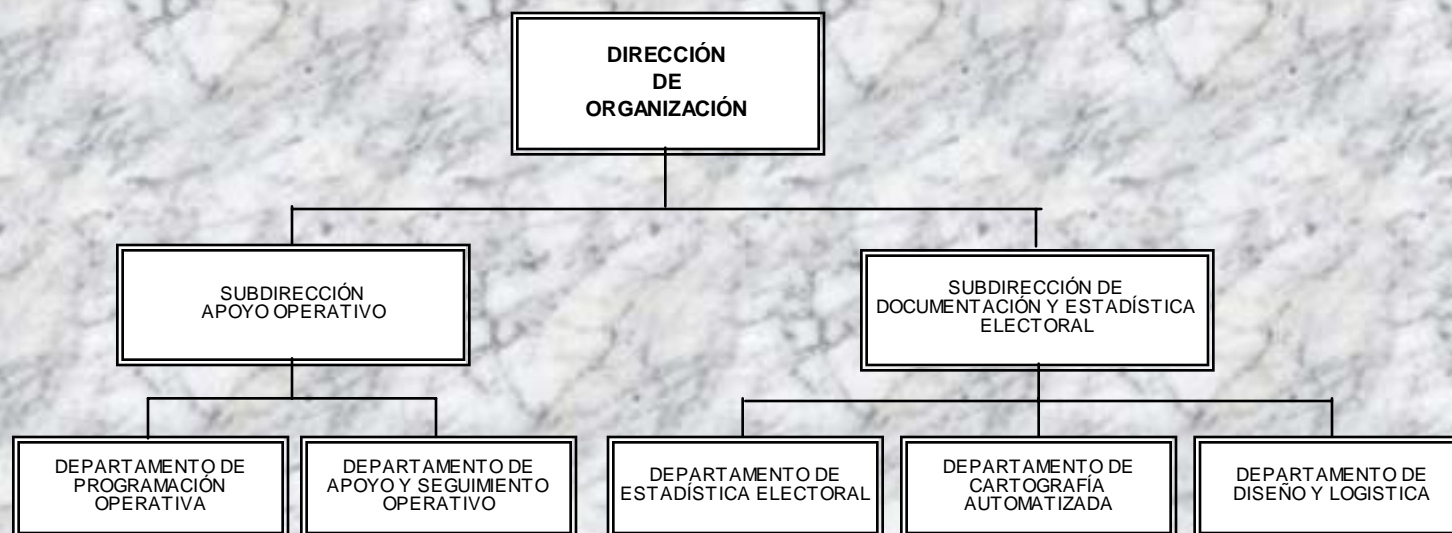 DIRECCIÓN
DE
ORGANIZACIÓN
SUBDIRECCIÓN
APOYO OPERATIVO
SUBDIRECCIÓN DE
DOCUMENTACIÓN Y ESTADÍSTICA
ELECTORAL
DEPARTAMENTO DE
PROGRAMACIÓN
OPERATIVA
DEPARTAMENTO DE
APOYO Y SEGUIMIENTO
OPERATIVO
DEPARTAMENTO DE
ESTADÍSTICA ELECTORAL
DEPARTAMENTO DE
CARTOGRAFÍA
AUTOMATIZADA
DEPARTAMENTO DE
DISEÑO Y LOGISTICA